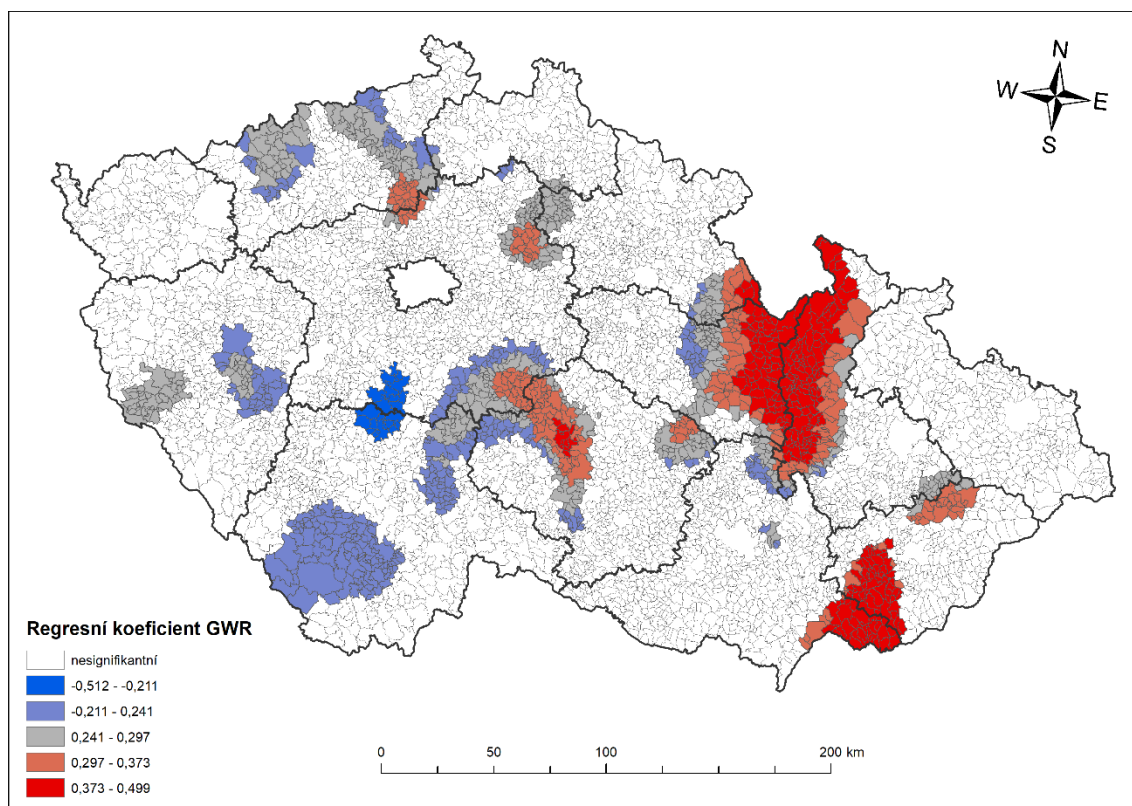 N
W
E
S
Regresní koeficient GWR
nesignifikantní
-0,512 - -0,211
-0,211 - 0,241
0,241 - 0,297
0,297 - 0,373
0,373 - 0,499
0 50 100 200 km